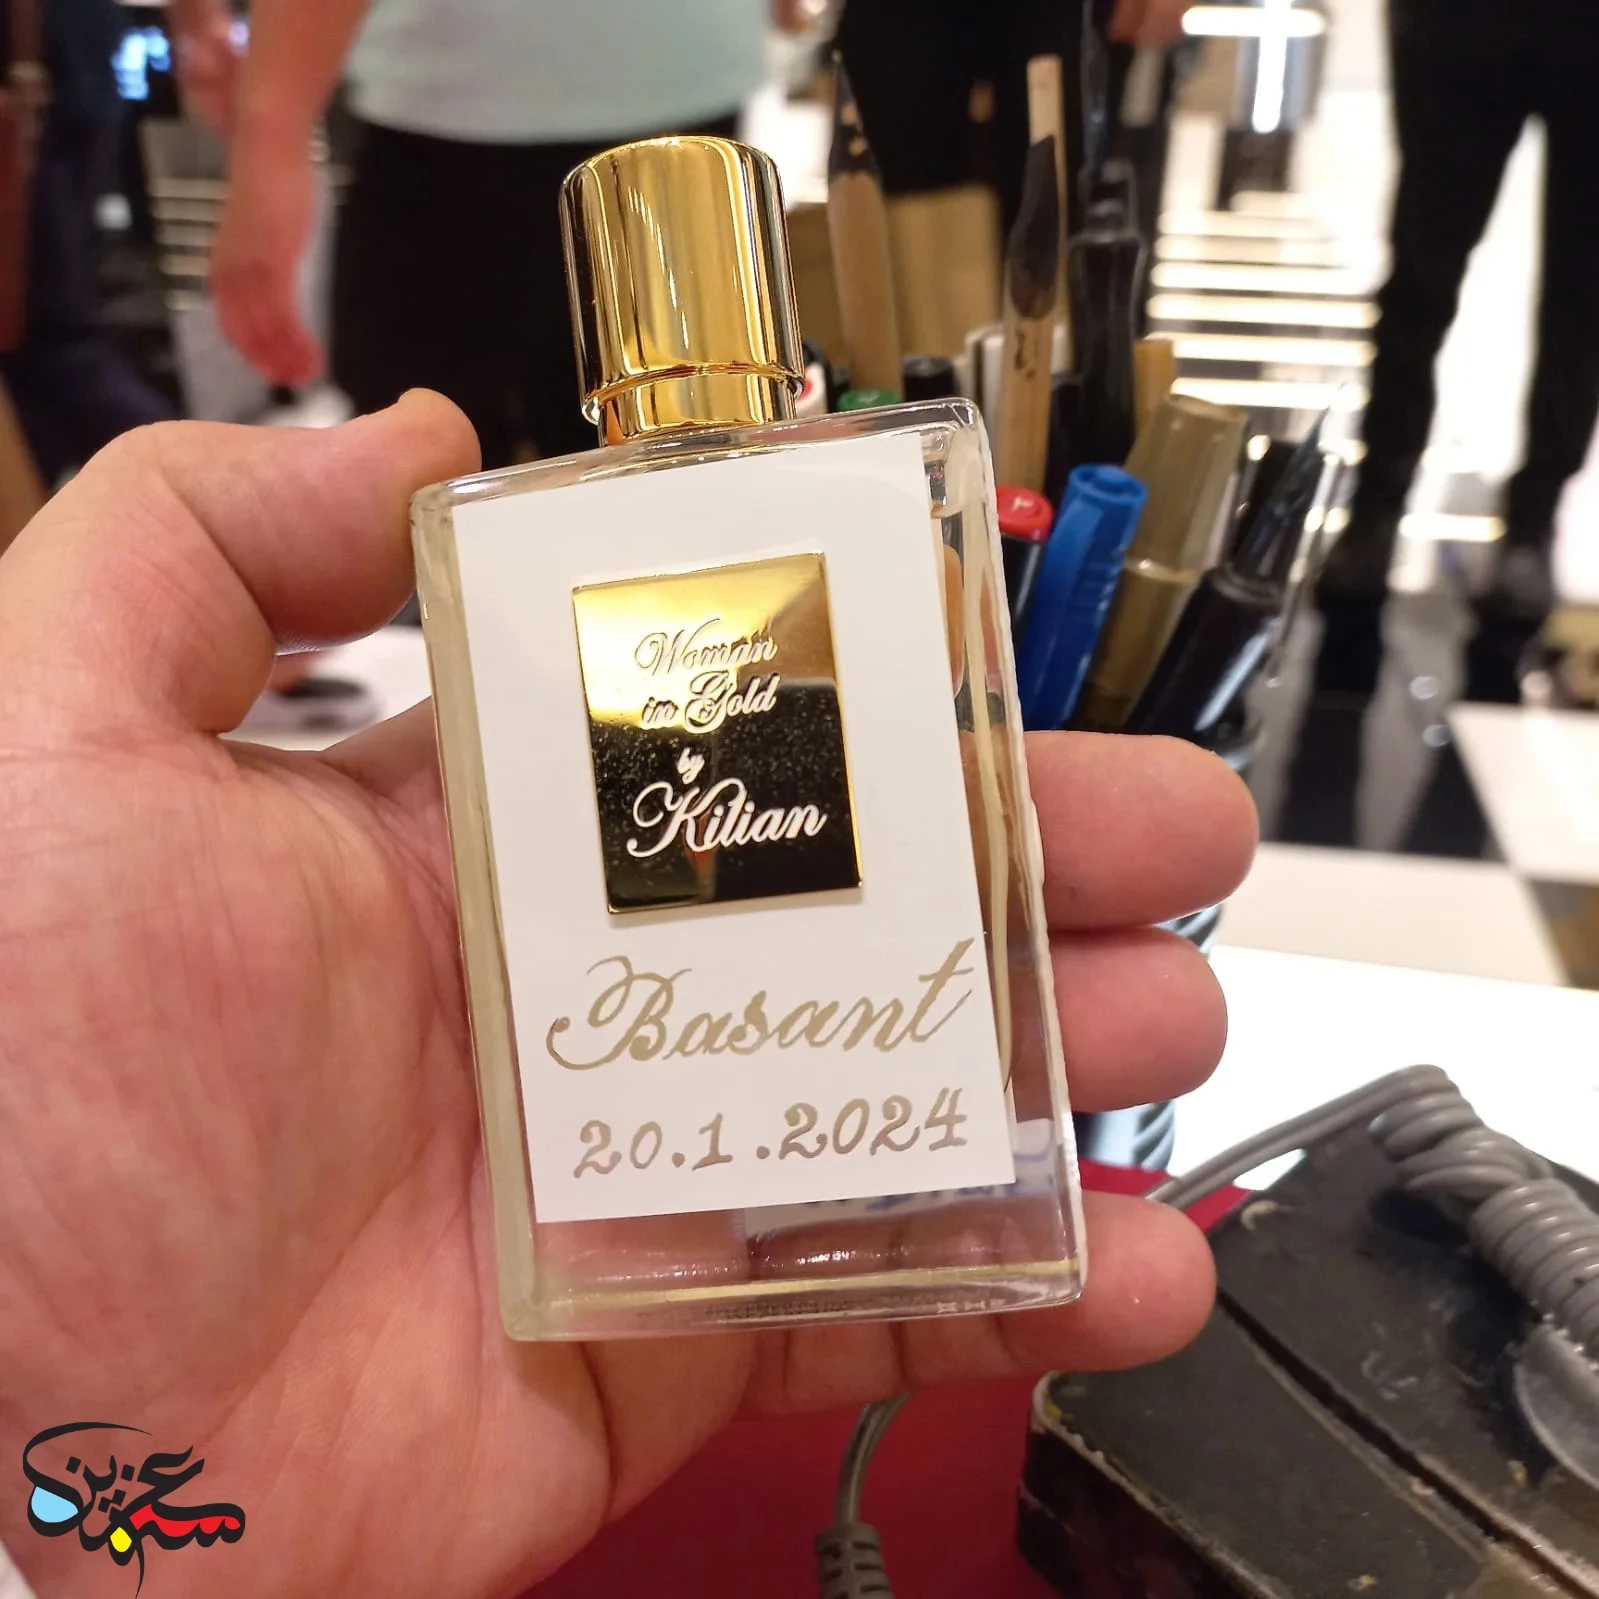 Woman
in Gold
by
Kilian
Basant
20.1.2024